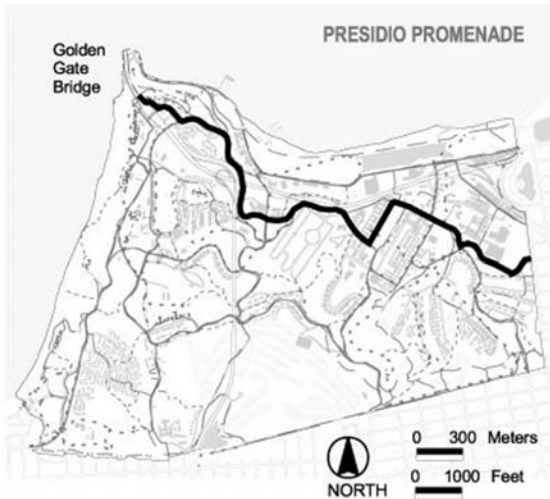 PRESIDIO PROMENADE
Golden
Gate
Bridge
0 300 Meters
0 1000 Feet
NORTH